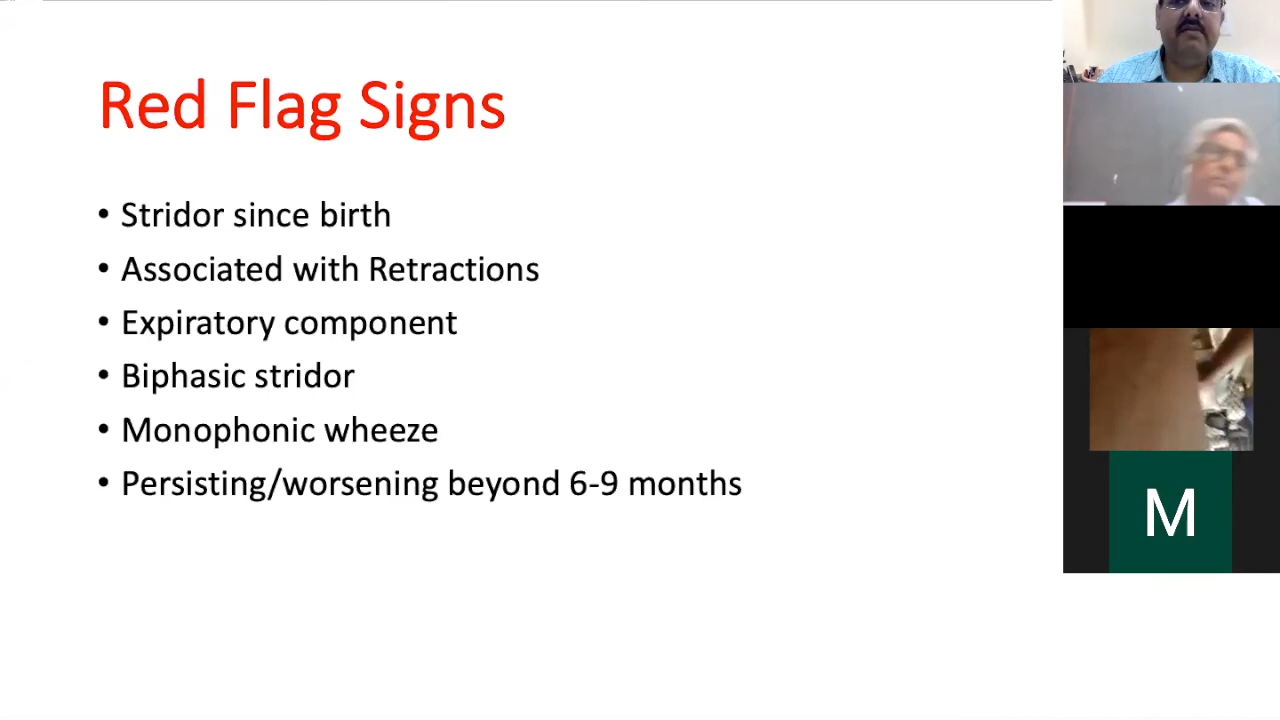 Red Flag Signs
• Stridor since birth
• Associated with Retractions
• Expiratory component
• Biphasic stridor
• Monophonic wheeze
• Persisting/worsening beyond 6-9 months
M